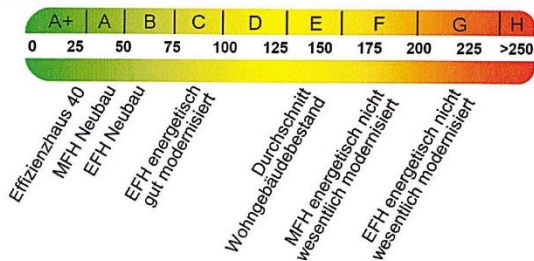 A+ A B C D E F G H
0 25 50 75 100 125 150 175 200 225 >250
Effizienzhaus 40
MFH Neubau
EFH Neubau
EFH energetisch
gut modernisiert
Durchschnitt
Wohngebäudebestand
MFH energetisch nicht
wesentlich modernisiert
EFH energetisch nicht
wesentlich modernisiert